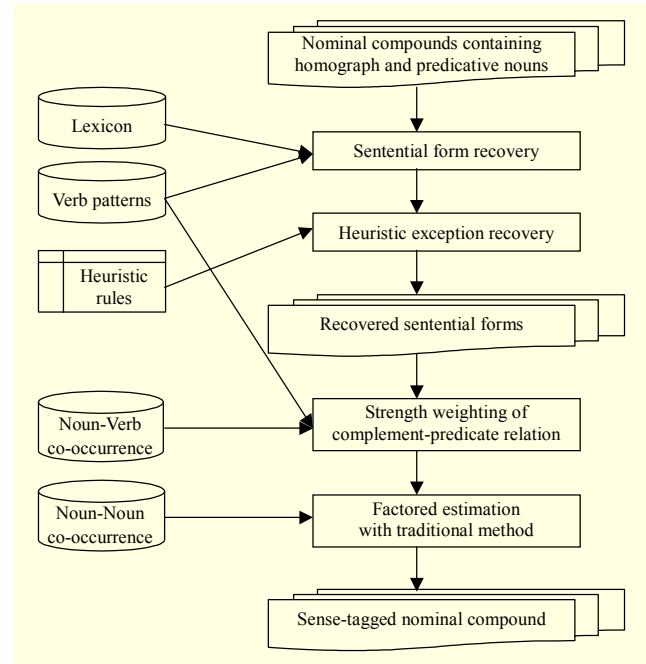 Nominal compounds containing
homograph and predicative nouns
Lexicon
Sentential form recovery
Verb patterns
Heuristic exception recovery
Heuristic
rules
Recovered sentential forms
Noun-Verb
co-occurrence
Strength weighting of
complement-predicate relation
Noun-Noun
co-occurrence
Factored estimation
with traditional method
Sense-tagged nominal compound